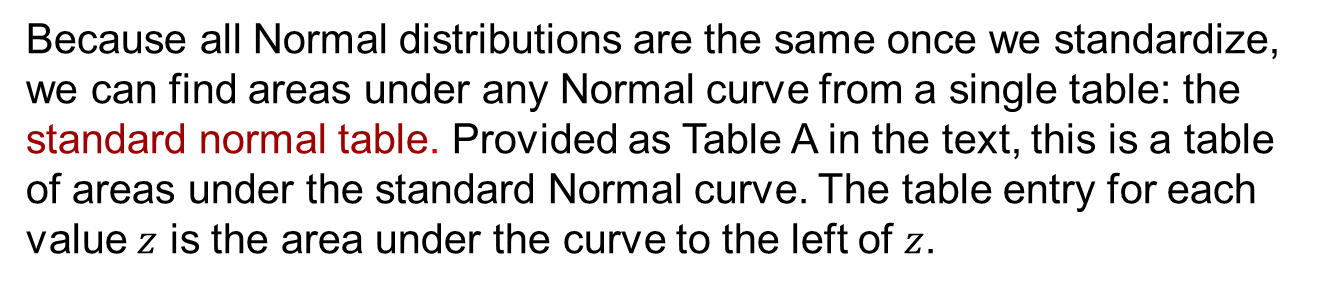 Because all Normal distributions are the same once we standardize,
we can find areas under any Normal curve from a single table: the
standard normal table. Provided as Table A in the text, this is a table
of areas under the standard Normal curve. The table entry for each
value z is the area under the curve to the left of z.